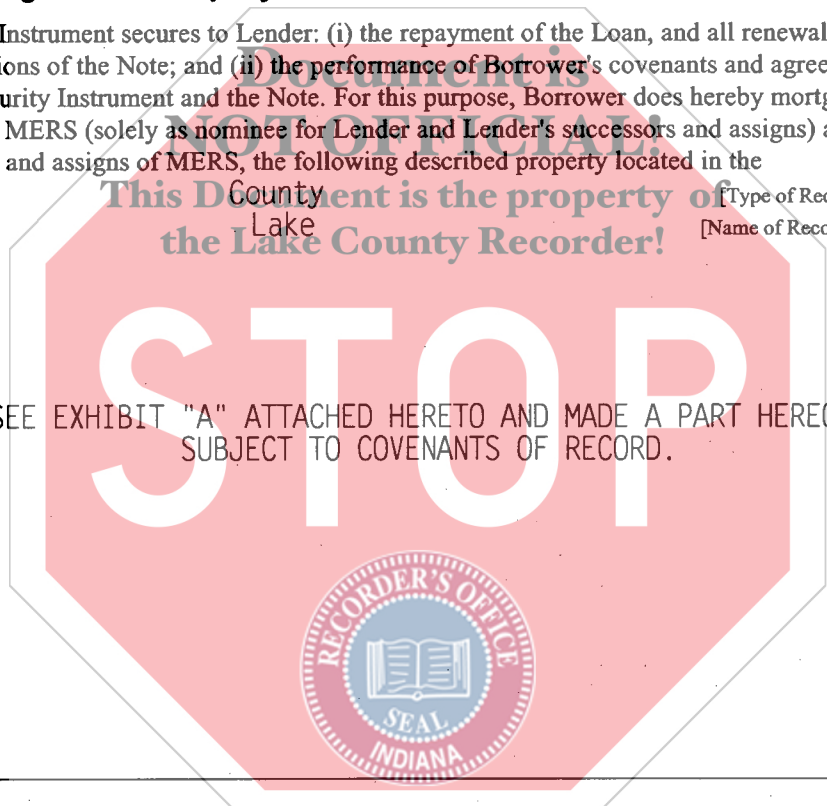 Instrument secures to Lender: (i) the repayment of the Loan, and all renewal
ions of the Note; and (ii) the performance of Borrower's covenants and agree
urity Instrument and the Note. For this purpose, Borrower does hereby mortg
MERS (solely as nominee for Lender and Lender's successors and assigns) a
and assigns of MERS, the following described property located in the
County [Type of Rec
Lake [Name of Reco
Document is
NOT OFFICIAL!
This Document is the property of
the Lake County Recorder!
STOP
SEE EXHIBIT "A" ATTACHED HERETO AND MADE A PART HEREO
SUBJECT TO COVENANTS OF RECORD.
RECORDER'S OFFICE
SEAL
INDIANA